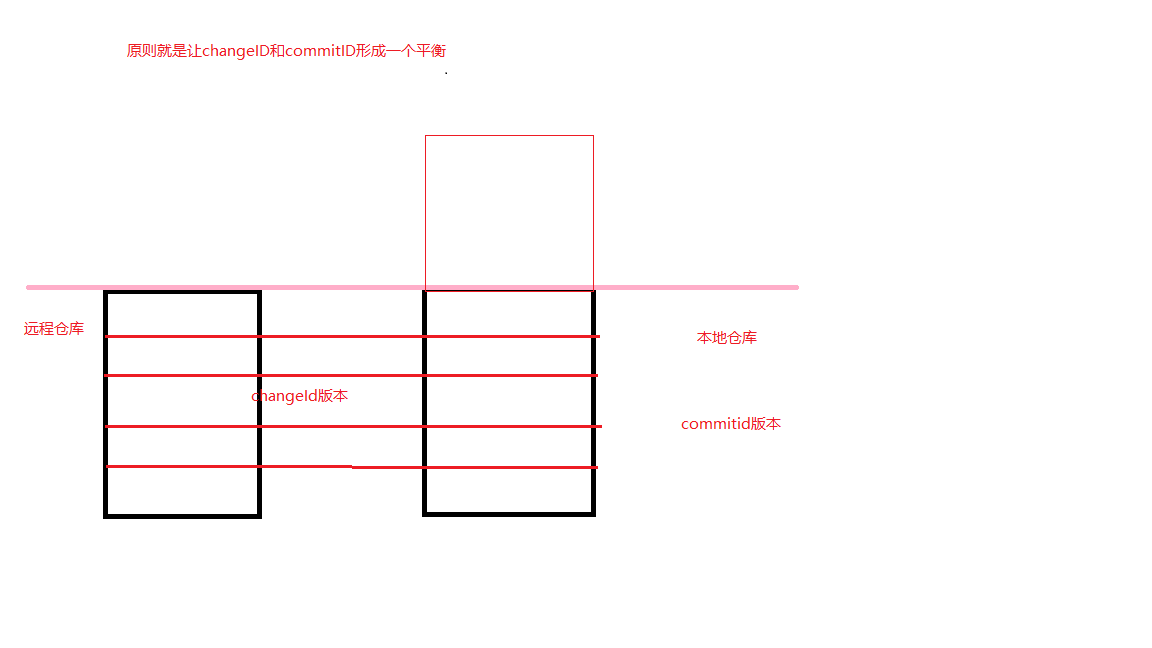 原则就是让changeID和commitID形成一个平衡
远程仓库
本地仓库
changeId版本
commitid版本